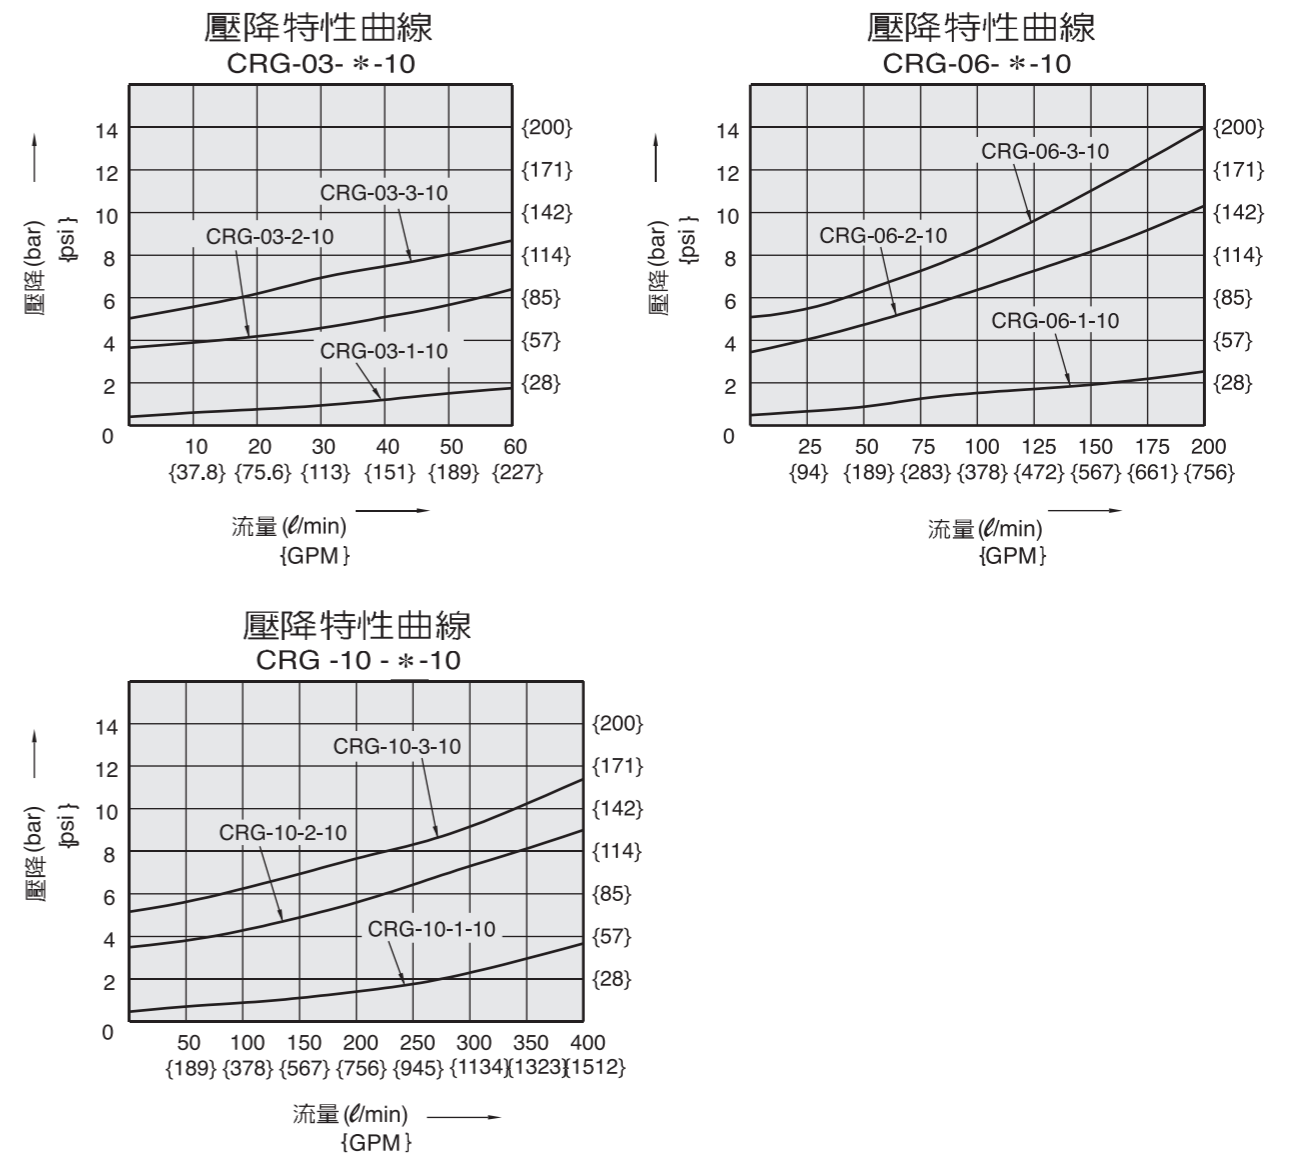 壓降特性曲線
CRG-03- *-10
14
12
10
8
6
4
2
0
{200}
{171}
{142}
{114}
{85}
{57}
{28}
壓降(bar)
{psi }
CRG-03-3-10
CRG-03-2-10
CRG-03-1-10
10 20 30 40 50 60
{37.8} {75.6} {113} {151} {189} {227}
流量(ℓ/min)
{GPM }
壓降特性曲線
CRG-06- *-10
14
12
10
8
6
4
2
0
{200}
{171}
{142}
{114}
{85}
{57}
{28}
壓降(bar)
{psi }
CRG-06-3-10
CRG-06-2-10
CRG-06-1-10
25 50 75 100 125 150 175 200
{94} {189} {283} {378} {472} {567} {661} {756}
流量(ℓ/min)
{GPM }
壓降特性曲線
CRG -10 - *-10
14
12
10
8
6
4
2
0
{200}
{171}
{142}
{114}
{85}
{57}
{28}
壓降(bar)
{psi }
CRG-10-3-10
CRG-10-2-10
CRG-10-1-10
50 100 150 200 250 300 350 400
{189} {378} {567} {756} {945} {1134} {1323} {1512}
流量(ℓ/min)
{GPM }